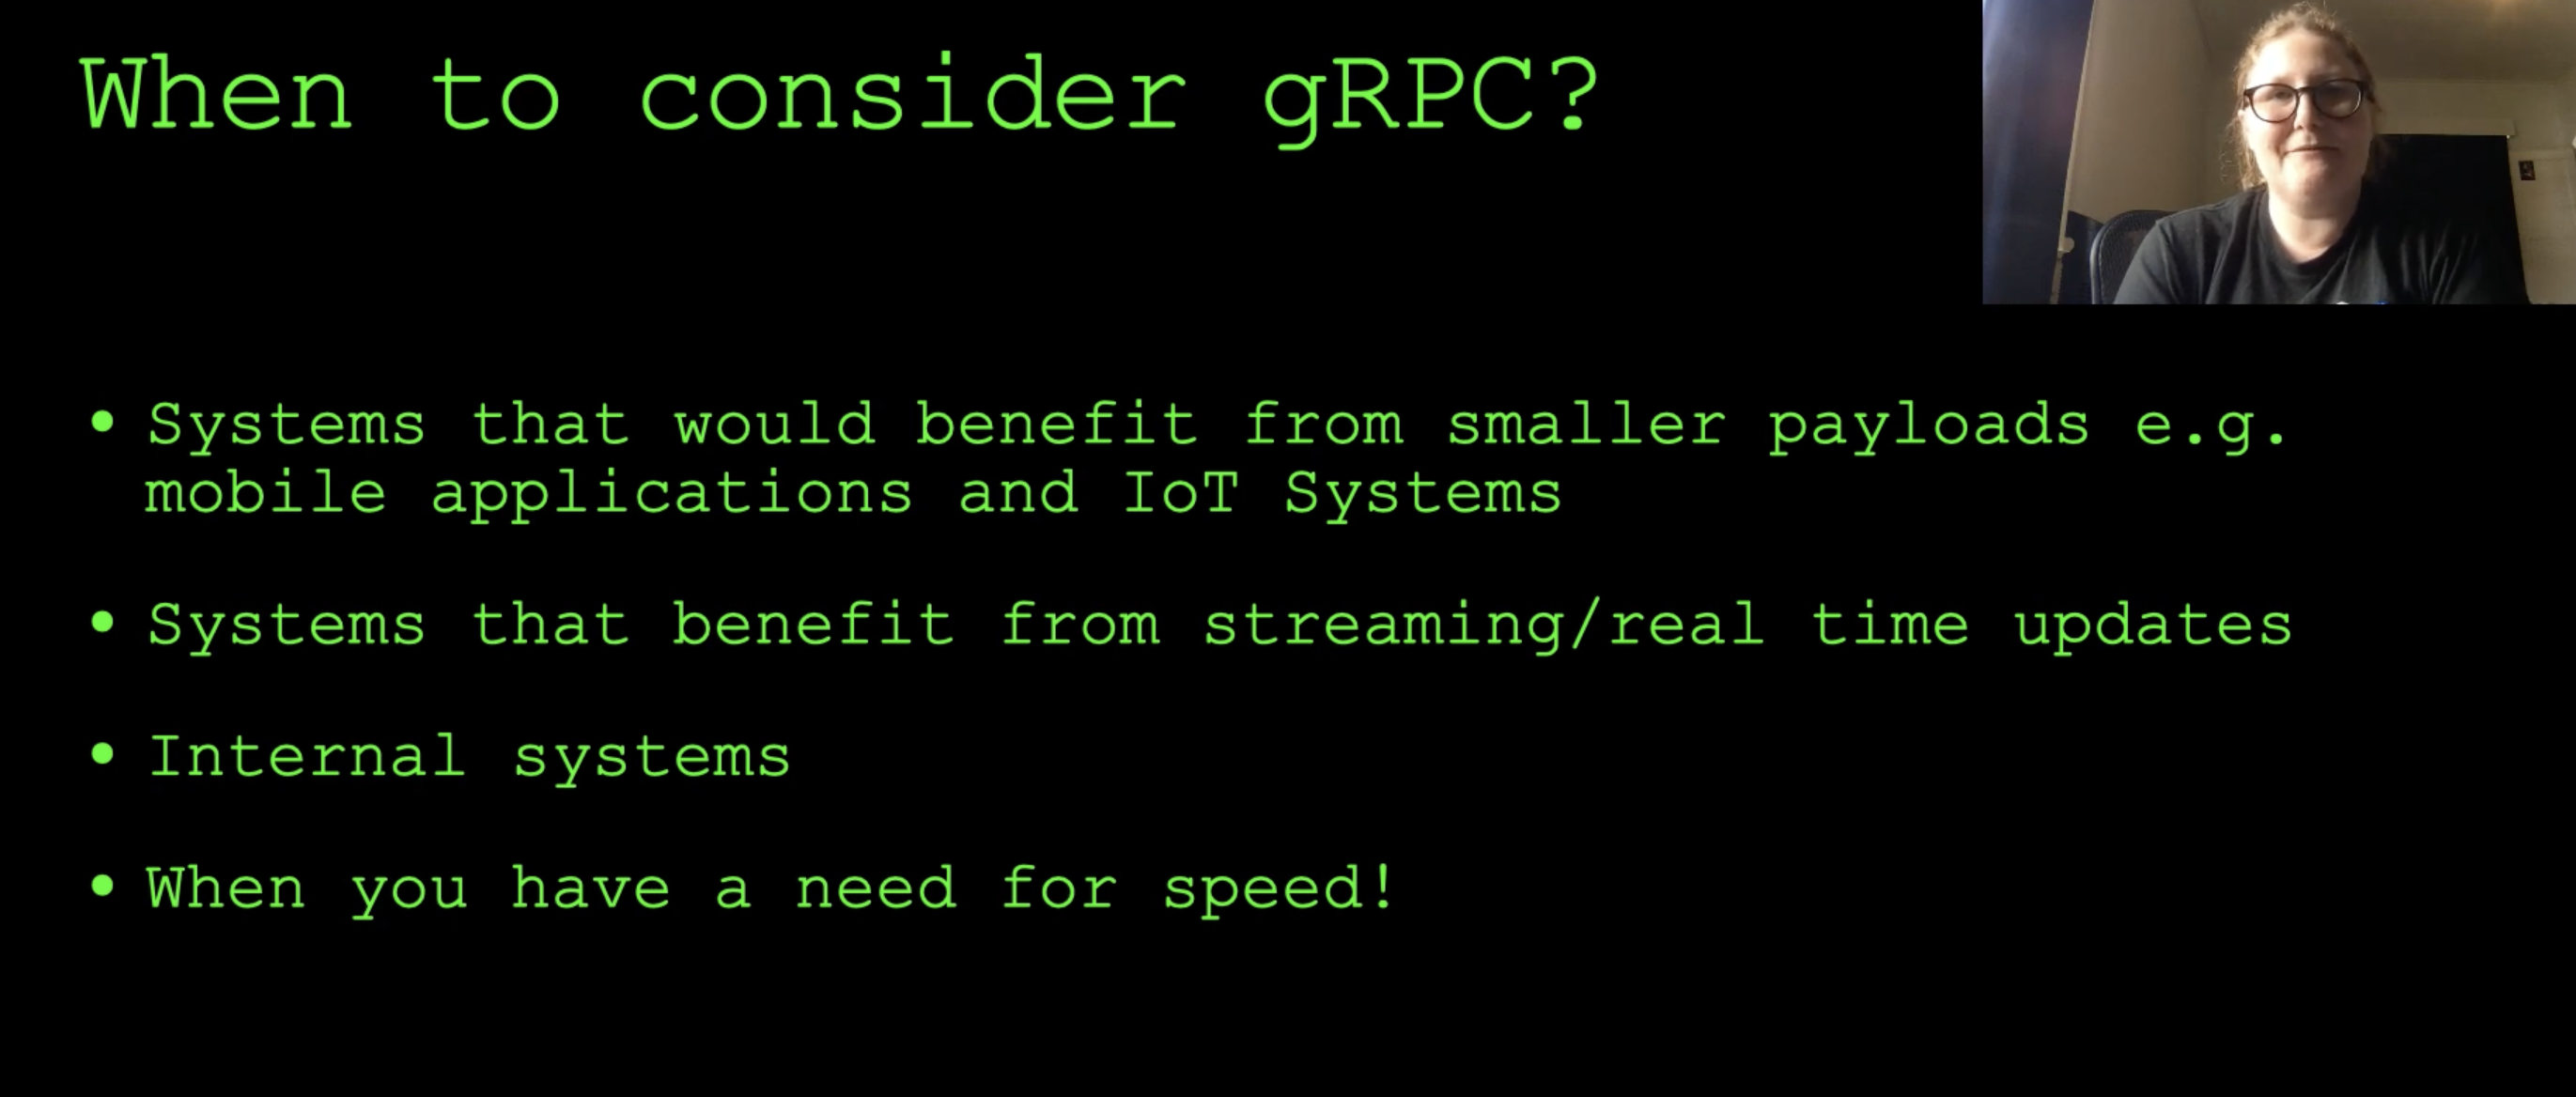 When to consider gRPC?
• Systems that would benefit from smaller payloads e.g.
mobile applications and IoT Systems
• Systems that benefit from streaming/real time updates
• Internal systems
• When you have a need for speed!